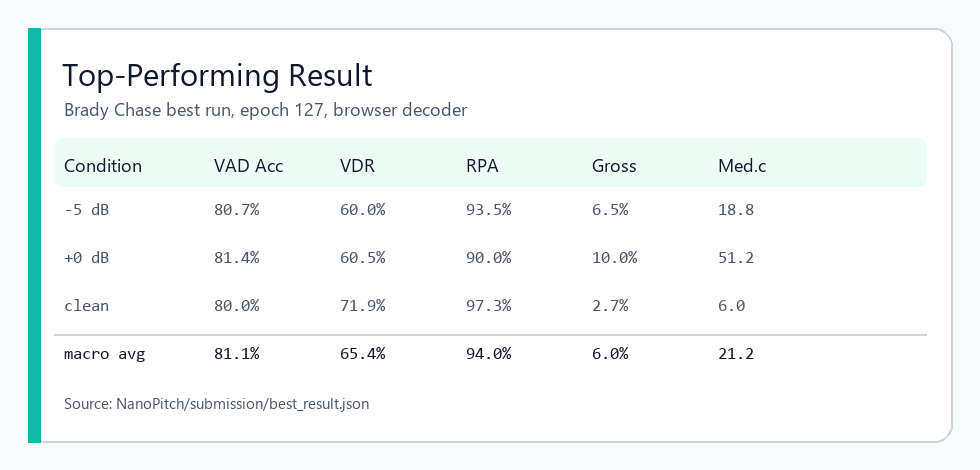 Top-Performing Result
Brady Chase best run, epoch 127, browser decoder
Condition VAD Acc VDR RPA Gross Med.c
-5 dB 80.7% 60.0% 93.5% 6.5% 18.8
+0 dB 81.4% 60.5% 90.0% 10.0% 51.2
clean 80.0% 71.9% 97.3% 2.7% 6.0
macro avg 81.1% 65.4% 94.0% 6.0% 21.2
Source: NanoPitch/submission/best_result.json